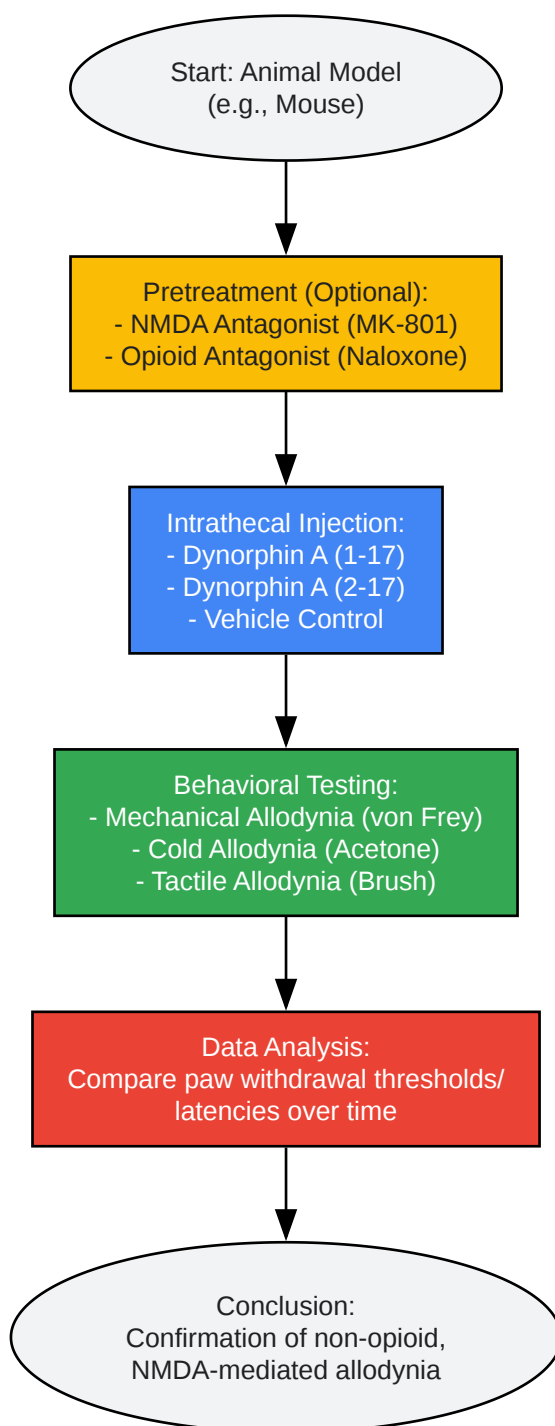 Start: Animal Model
(e.g., Mouse)
Pretreatment (Optional):
- NMDA Antagonist (MK-801)
- Opioid Antagonist (Naloxone)
Intrathecal Injection:
- Dynorphin A (1-17)
- Dynorphin A (2-17)
- Vehicle Control
Behavioral Testing:
- Mechanical Allodynia (von Frey)
- Cold Allodynia (Acetone)
- Tactile Allodynia (Brush)
Data Analysis:
Compare paw withdrawal thresholds/
latencies over time
Conclusion:
Confirmation of non-opioid,
NMDA-mediated allodynia